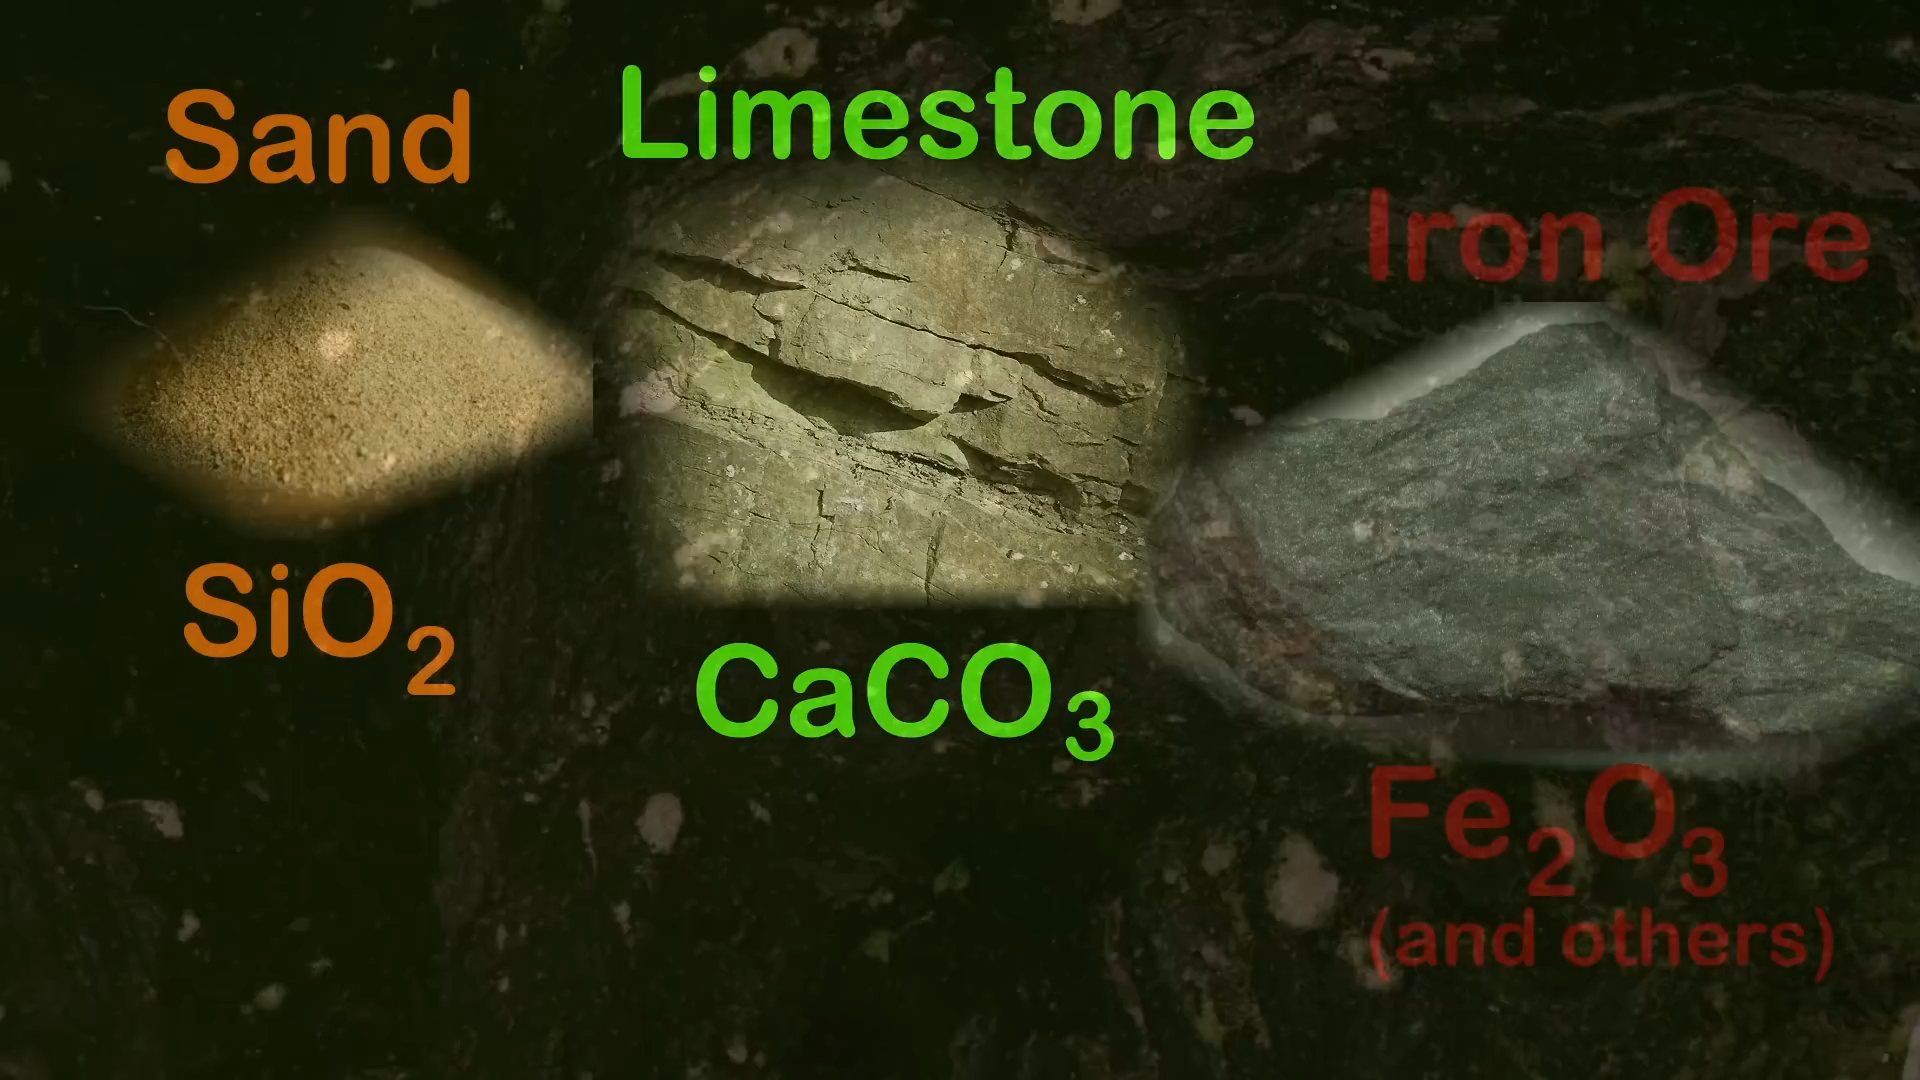 Sand
SiO₂
Limestone
CaCO₃
Iron Ore
Fe₂O₃
(and others)